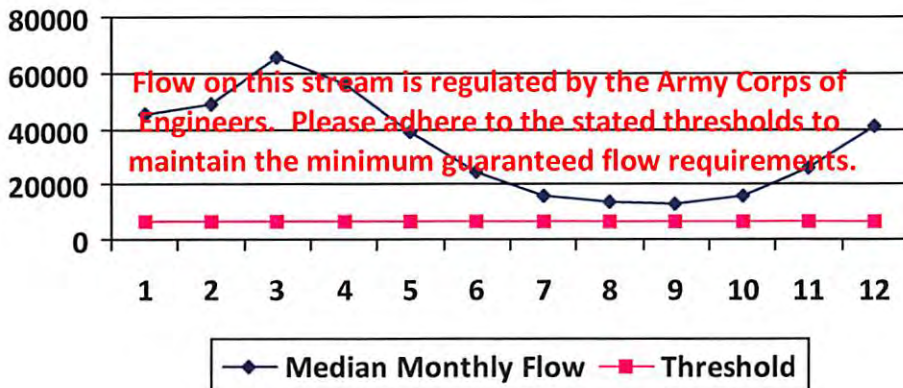 80000
60000
40000
20000
0
Flow on this stream is regulated by the Army Corps of
Engineers. Please adhere to the stated thresholds to
maintain the minimum guaranteed flow requirements.
1 2 3 4 5 6 7 8 9 10 11 12
Median Monthly Flow Threshold